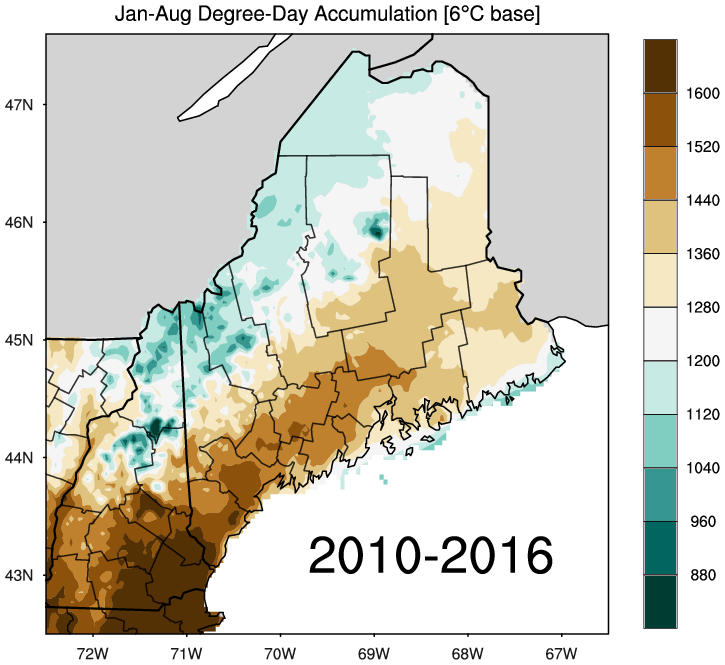 Jan-Aug Degree-Day Accumulation [6°C base]
47N
46N
45N
44N
43N
72W
71W
70W
69W
68W
67W
2010-2016
1600
1520
1440
1360
1280
1200
1120
1040
960
880